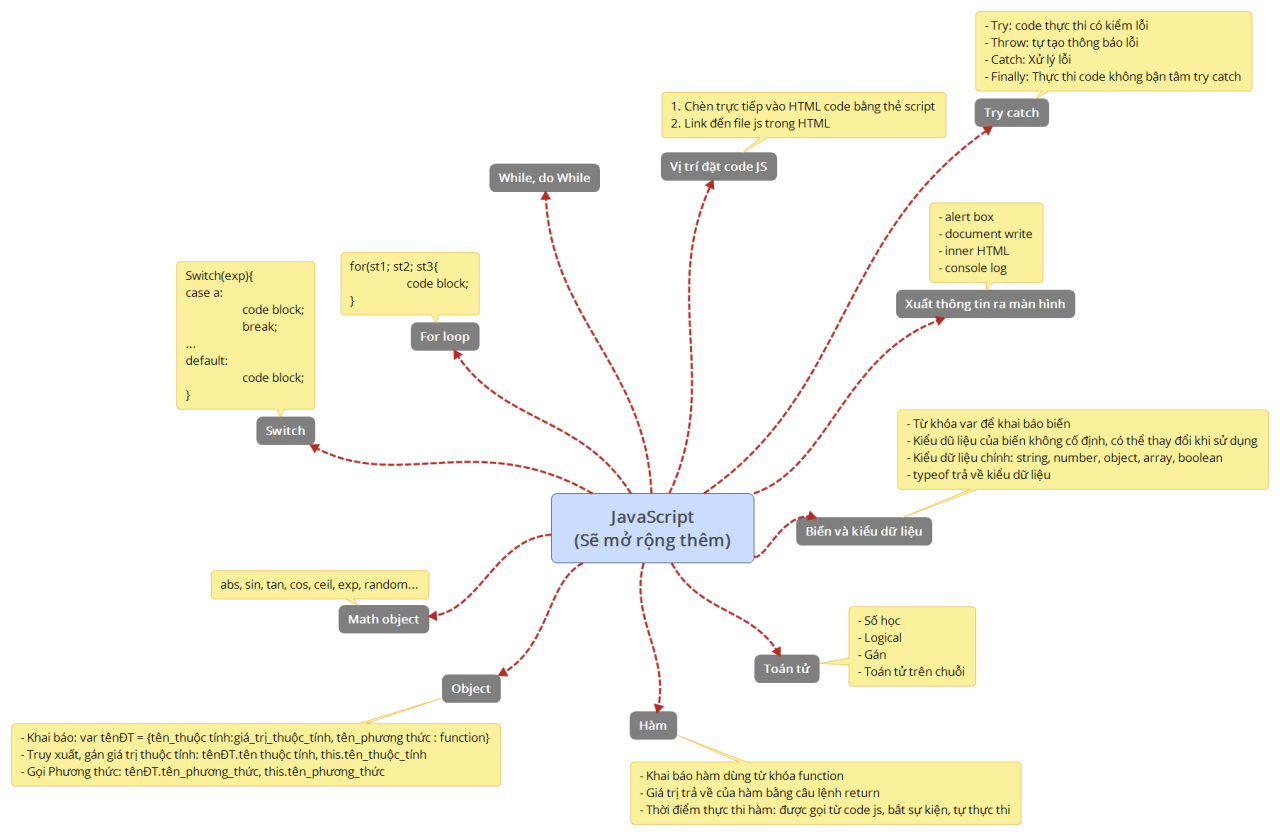 - Try: code thực thi có kiểm lỗi
- Throw: tự tạo thông báo lỗi
- Catch: Xử lý lỗi
- Finally: Thực thi code không bận tâm try catch
Try catch
1. Chèn trực tiếp vào HTML code bằng thẻ script
2. Link đến file js trong HTML
Vị trí đặt code JS
While, do While
- alert box
- document write
- inner HTML
- console log
Xuất thông tin ra màn hình
for(st1; st2; st3{
code block;
}
For loop
Switch(exp){
case a:
code block;
break;
...
default:
code block;
}
Switch
- Từ khóa var để khai báo biến
- Kiểu dũ liệu của biến không cố định, có thể thay đổi khi sử dụng
- Kiểu dữ liệu chính: string, number, object, array, boolean
- typeof trả về kiểu dữ liệu
Biến và kiểu dữ liệu
JavaScript
(Sẽ mở rộng thêm)
abs, sin, tan, cos, ceil, exp, random...
Math object
- Số học
- Logical
- Gán
- Toán tử trên chuỗi
Toán tử
Object
- Khai báo: var tênĐT = {tên_thuộc tính:giá_trị_thuộc_tính, tên_phương thức : function}
- Truy xuất, gán giá trị thuộc tính: tênĐT.tên thuộc tính, this.tên_thuộc_tính
- Gọi Phương thức: tênĐT.tên_phương_thức, this.tên_phương_thức
Hàm
- Khai báo hàm dùng từ khóa function
- Giá trị trả về của hàm bằng câu lệnh return
- Thời điểm thực thi hàm: được gọi từ code js, bắt sự kiện, tự thực thi